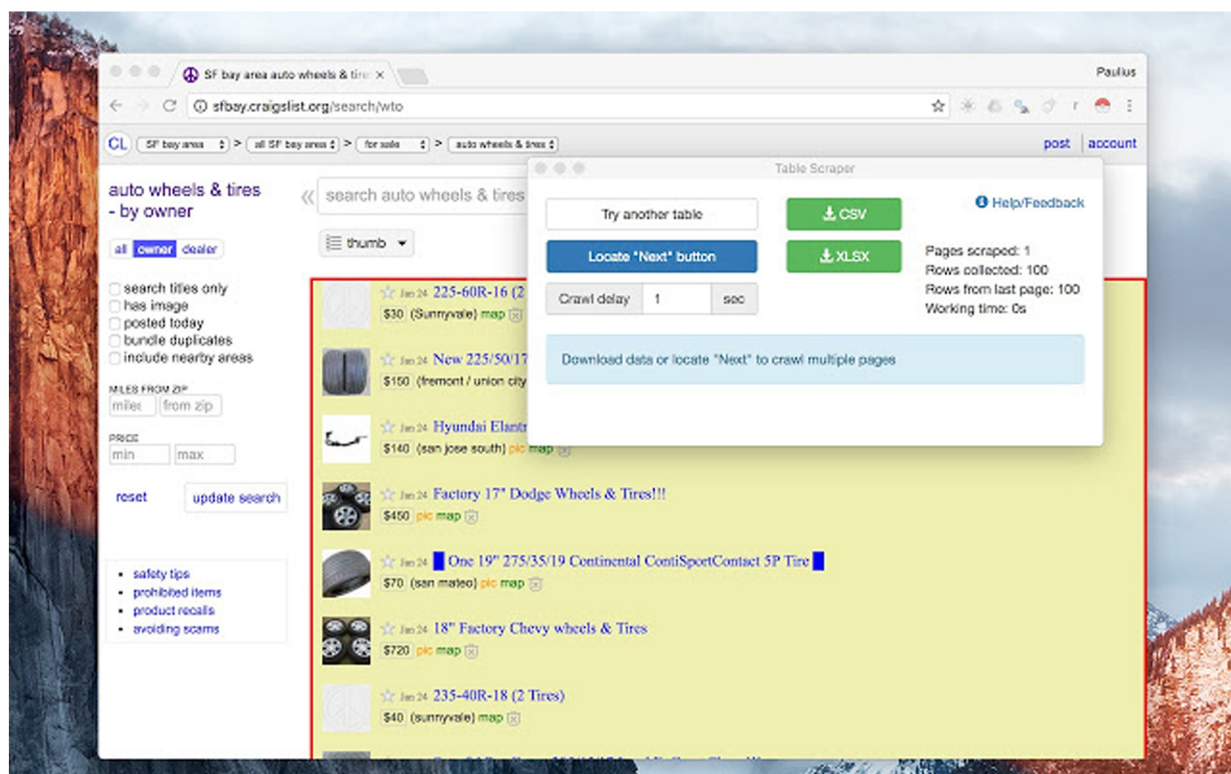 SF bay area auto wheels & tire
Paulius
sfbay.craigslist.org/search/wto
CL SF bay area > all SF bay area > for sale > auto wheels & tires
post account
auto wheels & tires
- by owner
all owner dealer
search titles only
has image
posted today
bundle duplicates
include nearby areas
MILES FROM ZIP
miles from zip
PRICE
min max
reset update search
safety tips
prohibited items
product recalls
avoiding scams
search auto wheels & tires
thumb
Table Scraper
Try another table
CSV
Help/Feedback
Locate "Next" button
XLSX
Crawl delay 1 sec
Pages scraped: 1
Rows collected: 100
Rows from last page: 100
Working time: 0s
Download data or locate "Next" to crawl multiple pages
Jan 24 225-60R-16 (2
$30 (Sunnyvale) map
Jan 24 New 225/50/17
$150 (fremont / union city
Jan 24 Hyundai Elantr
$140 (san jose south) pic map
Jan 24 Factory 17" Dodge Wheels & Tires!!!
$450 pic map
Jan 24 One 19" 275/35/19 Continental ContiSportContact 5P Tire
$70 (san mateo) pic map
Jan 24 18" Factory Chevy wheels & Tires
$720 pic map
Jan 24 235-40R-18 (2 Tires)
$40 (sunnyvale) map